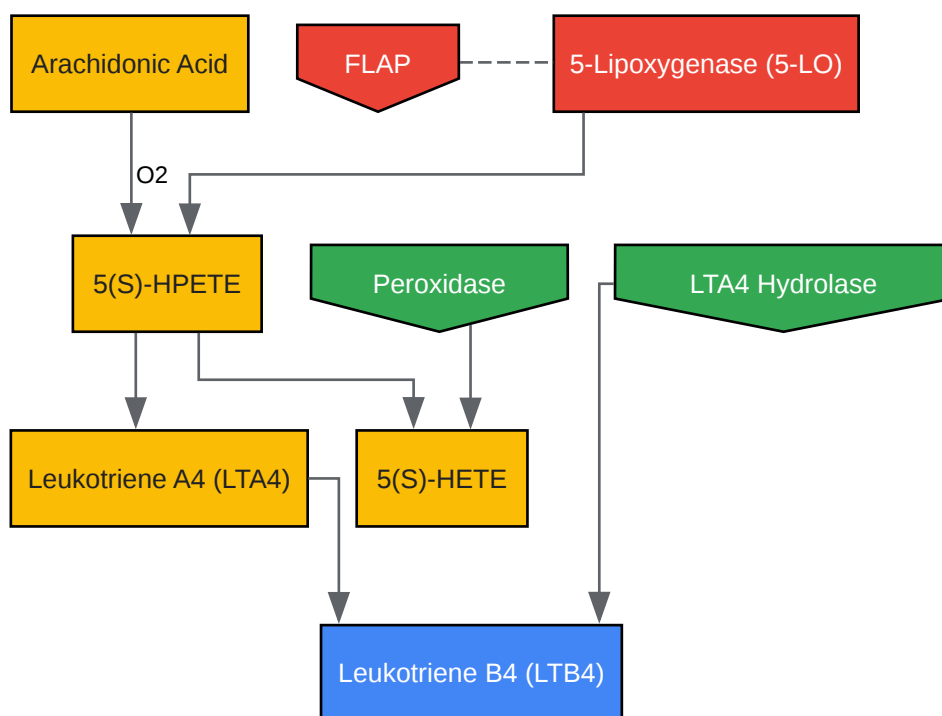 Arachidonic Acid
FLAP
5-Lipoxygenase (5-LO)
O2
5(S)-HPETE
Peroxidase
LTA4 Hydrolase
Leukotriene A4 (LTA4)
5(S)-HETE
Leukotriene B4 (LTB4)